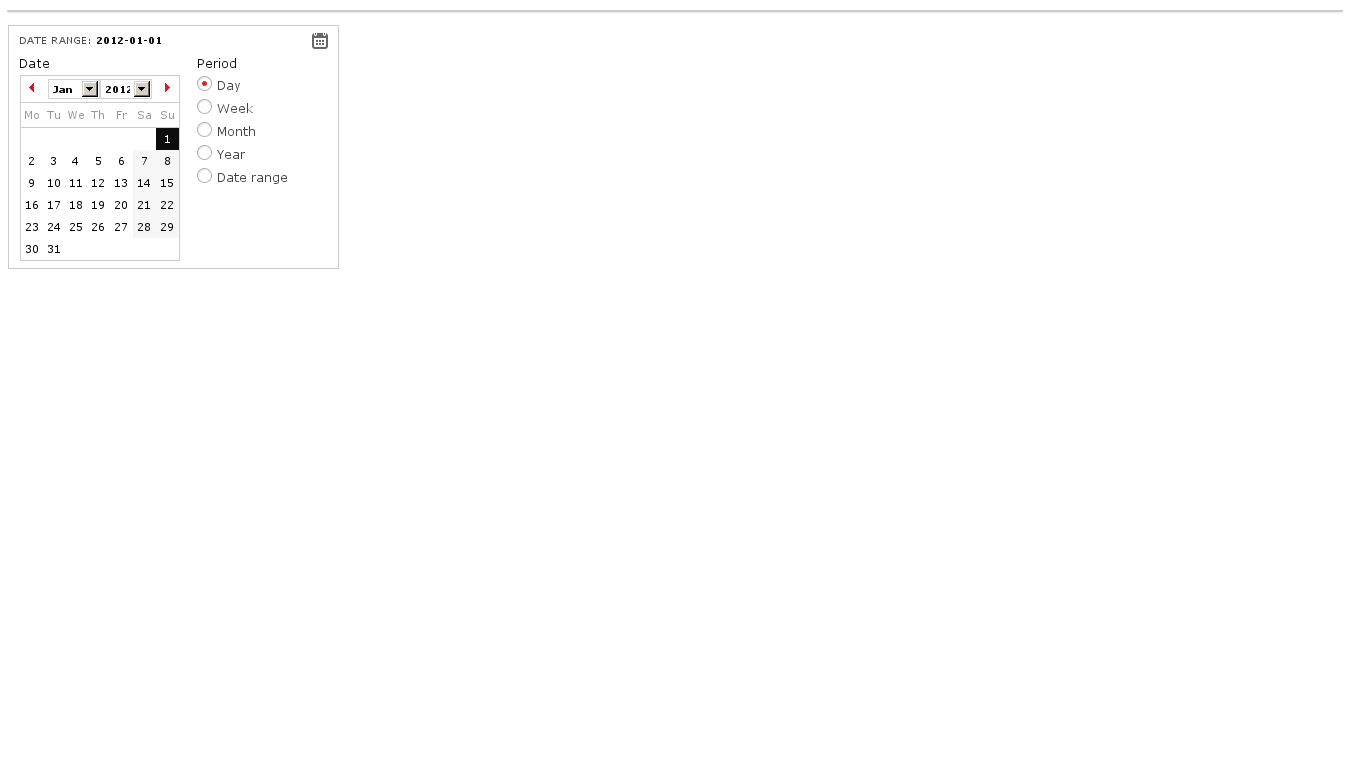 DATE RANGE: 2012-01-01
Date
Jan 2012
Mo Tu We Th Fr Sa Su
1
2 3 4 5 6 7 8
9 10 11 12 13 14 15
16 17 18 19 20 21 22
23 24 25 26 27 28 29
30 31
Period
Day
Week
Month
Year
Date range